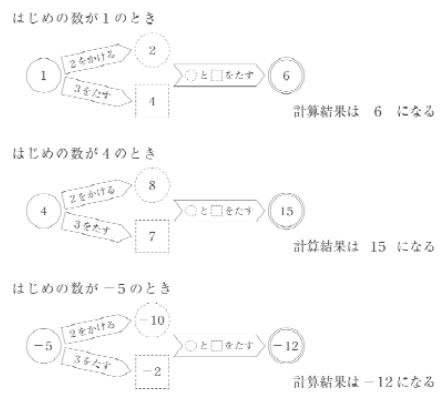 はじめの数が1のとき
1
2をかける
2
3をたす
4
○と□をたす
6
計算結果は 6 になる
はじめの数が4のとき
4
2をかける
8
3をたす
7
○と□をたす
15
計算結果は 15 になる
はじめの数が−5のとき
−5
2をかける
−10
3をたす
−2
○と□をたす
−12
計算結果は−12になる